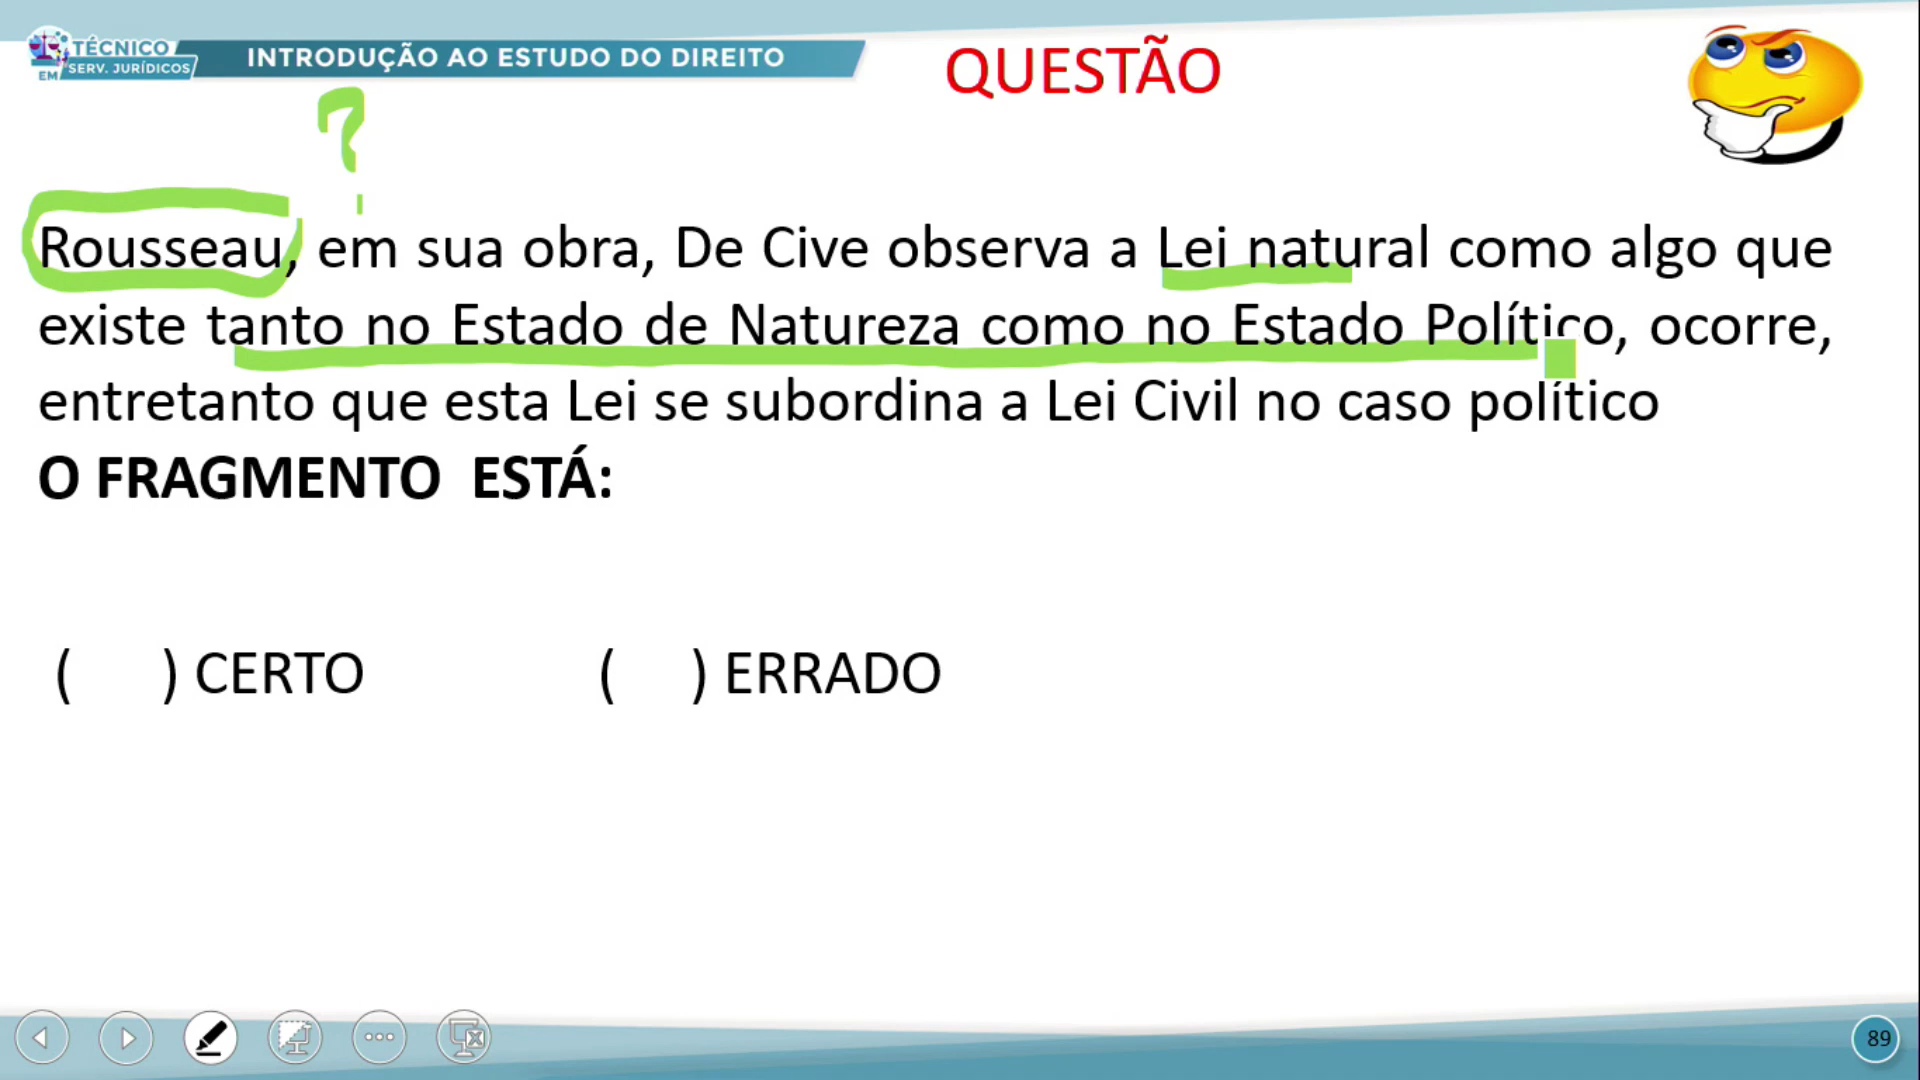 TÉCNICO
EM SERV. JURÍDICOS
INTRODUÇÃO AO ESTUDO DO DIREITO
QUESTÃO
?
Rousseau, em sua obra, De Cive observa a Lei natural como algo que
existe tanto no Estado de Natureza como no Estado Político, ocorre,
entretanto que esta Lei se subordina a Lei Civil no caso político
O FRAGMENTO ESTÁ:
( ) CERTO ( ) ERRADO
89